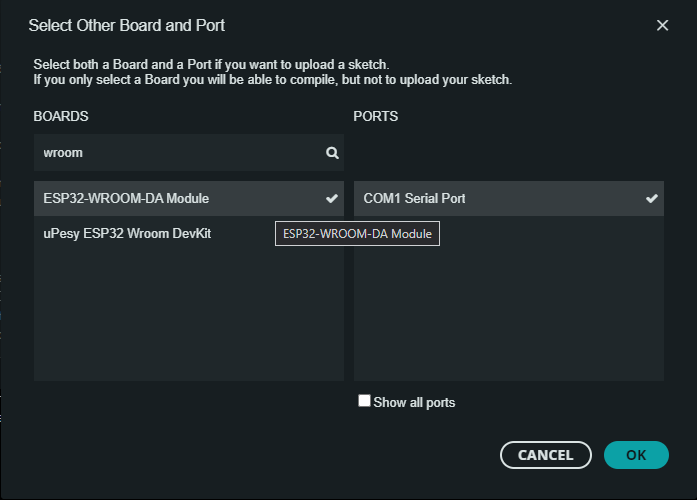 Select Other Board and Port
Select both a Board and a Port if you want to upload a sketch.
If you only select a Board you will be able to compile, but not to upload your sketch.
BOARDS
PORTS
wroom
ESP32-WROOM-DA Module
COM1 Serial Port
uPesy ESP32 Wroom DevKit
ESP32-WROOM-DA Module
Show all ports
CANCEL
OK